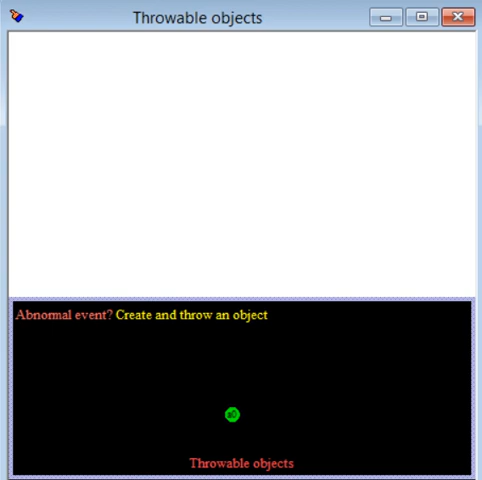 Throwable objects
Abnormal event? Create and throw an object
Throwable objects